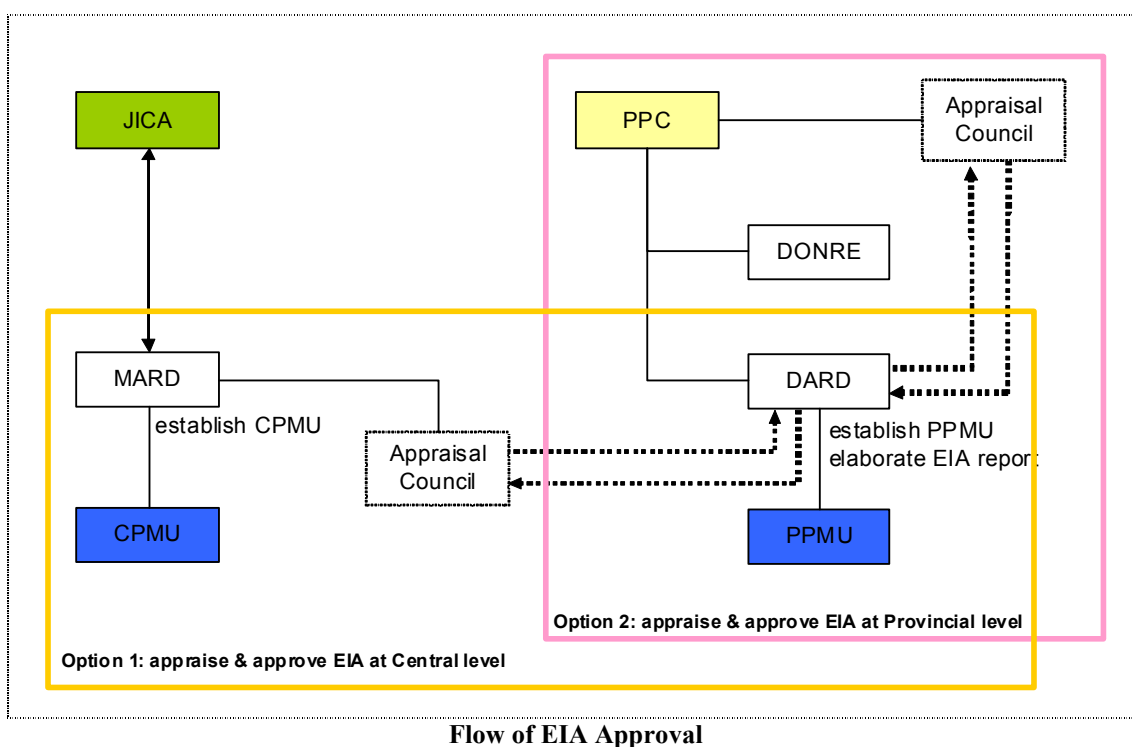 JICA
PPC
Appraisal
Council
DONRE
MARD
DARD
establish CPMU
establish PPMU
elaborate EIA report
Appraisal
Council
CPMU
PPMU
Option 2: appraise & approve EIA at Provincial level
Option 1: appraise & approve EIA at Central level
Flow of EIA Approval